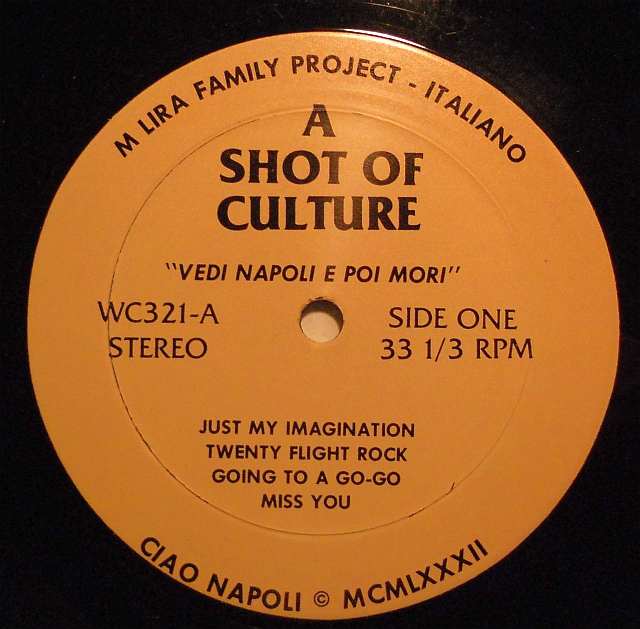 M LIRA FAMILY PROJECT - ITALIANO
A
SHOT OF
CULTURE
"VEDI NAPOLI E POI MORI"
WC321-A
STEREO
SIDE ONE
33 1/3 RPM
JUST MY IMAGINATION
TWENTY FLIGHT ROCK
GOING TO A GO-GO
MISS YOU
CIAO NAPOLI © MCMLXXXII